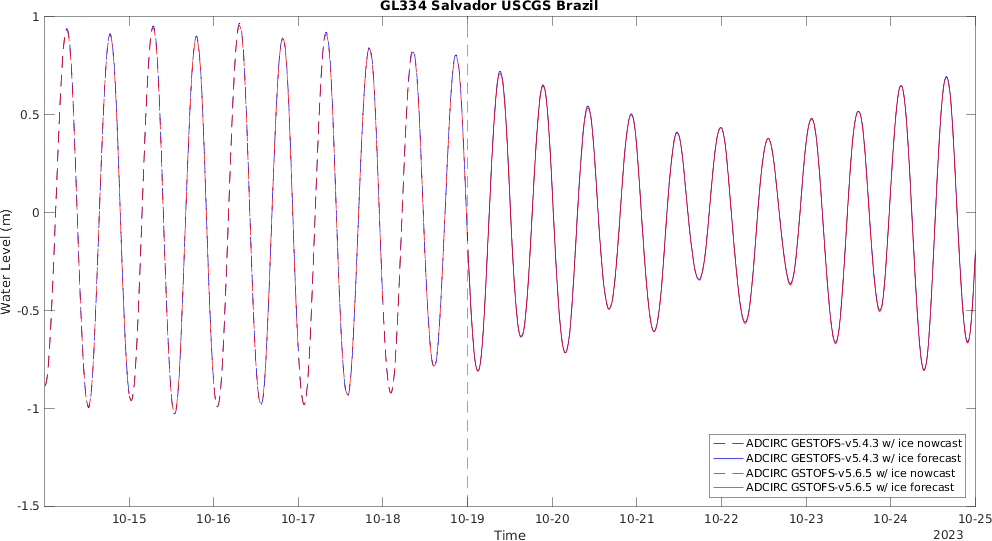 GL334 Salvador USCGS Brazil
1
0.5
0
-0.5
-1
-1.5
Water Level (m)
10-15
10-16
10-17
10-18
10-19
10-20
10-21
10-22
10-23
10-24
10-25
Time
2023
ADCIRC GESTOFS-v5.4.3 w/ ice nowcast
ADCIRC GESTOFS-v5.4.3 w/ ice forecast
ADCIRC GSTOFS-v5.6.5 w/ ice nowcast
ADCIRC GSTOFS-v5.6.5 w/ ice forecast